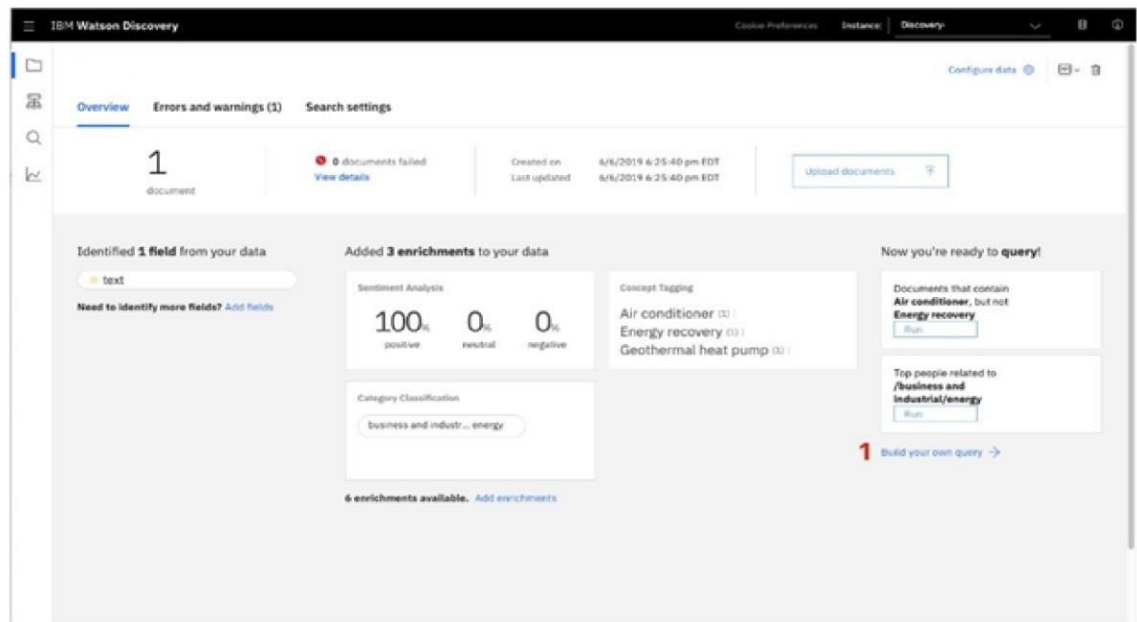 IBM Watson Discovery
Cookie Preferences
Instance:
Discovery-
Configure data
Overview
Errors and warnings (1)
Search settings
1
document
0 documents failed
View details
Created on 6/6/2019 6:25:40 pm EDT
Last updated 6/6/2019 6:25:40 pm EDT
Upload documents
Identified 1 field from your data
text
Need to identify more fields? Add fields
Added 3 enrichments to your data
Sentiment Analysis
100% 0% 0%
positive neutral negative
Concept Tagging
Air conditioner (1)
Energy recovery (1)
Geothermal heat pump (1)
Category Classification
business and industr... energy
6 enrichments available. Add enrichments
Now you're ready to query!
Documents that contain
Air conditioner, but not
Energy recovery
Run
Top people related to
/business and
industrial/energy
Run
1 Build your own query